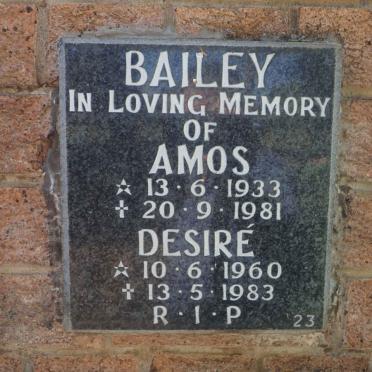 BAILEY
IN LOVING MEMORY
OF
AMOS
☆ 13·6·1933
✝ 20·9·1981
DESIRÉ
☆ 10·6·1960
✝ 13·5·1983
R·I·P 23